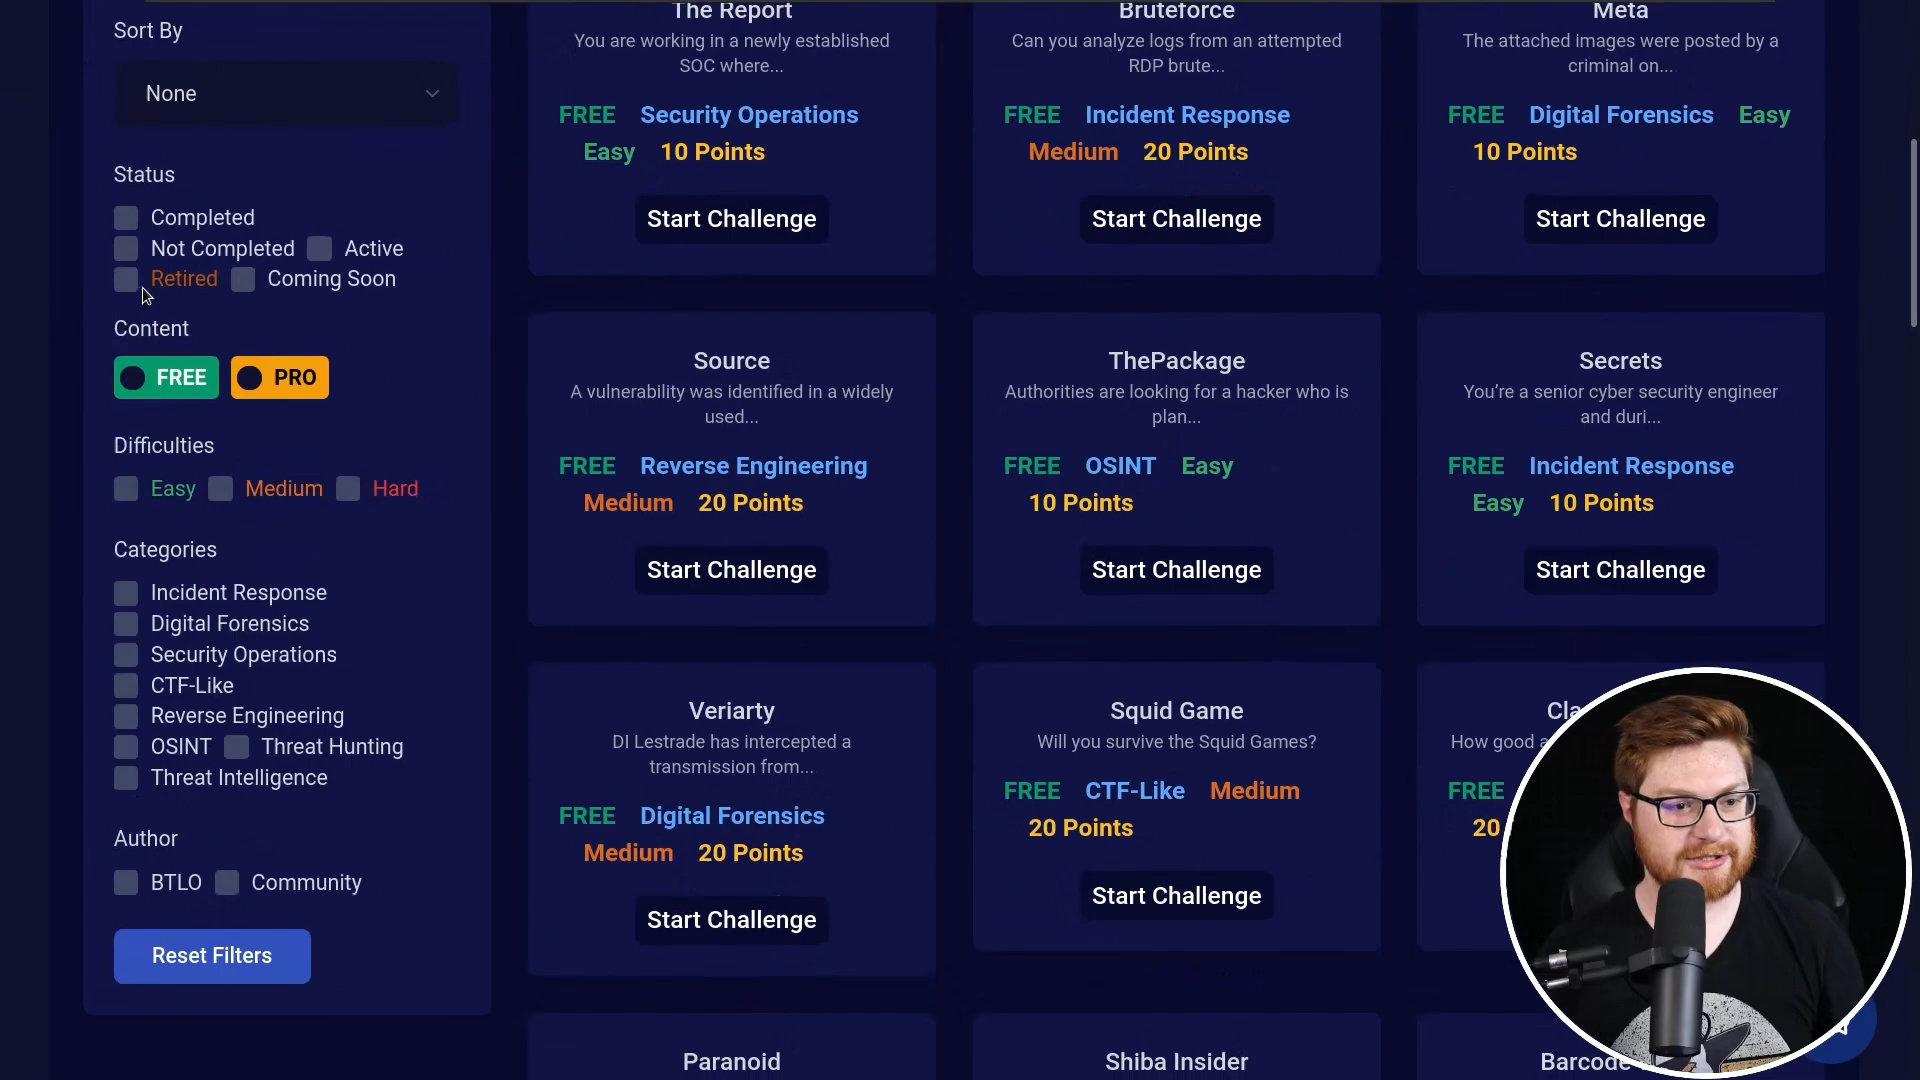 Sort By
None
Status
Completed
Not Completed Active
Retired Coming Soon
Content
FREE PRO
Difficulties
Easy Medium Hard
Categories
Incident Response
Digital Forensics
Security Operations
CTF-Like
Reverse Engineering
OSINT Threat Hunting
Threat Intelligence
Author
BTLO Community
Reset Filters
The Report
You are working in a newly established
SOC where...
FREE Security Operations
Easy 10 Points
Start Challenge
Bruteforce
Can you analyze logs from an attempted
RDP brute...
FREE Incident Response
Medium 20 Points
Start Challenge
Meta
The attached images were posted by a
criminal on...
FREE Digital Forensics Easy
10 Points
Start Challenge
Source
A vulnerability was identified in a widely
used...
FREE Reverse Engineering
Medium 20 Points
Start Challenge
ThePackage
Authorities are looking for a hacker who is
plan...
FREE OSINT Easy
10 Points
Start Challenge
Secrets
You’re a senior cyber security engineer
and duri...
FREE Incident Response
Easy 10 Points
Start Challenge
Veriarty
DI Lestrade has intercepted a
transmission from...
FREE Digital Forensics
Medium 20 Points
Start Challenge
Squid Game
Will you survive the Squid Games?
FREE CTF-Like Medium
20 Points
Start Challenge
How good
FREE
20
Paranoid
Shiba Insider
Barcode